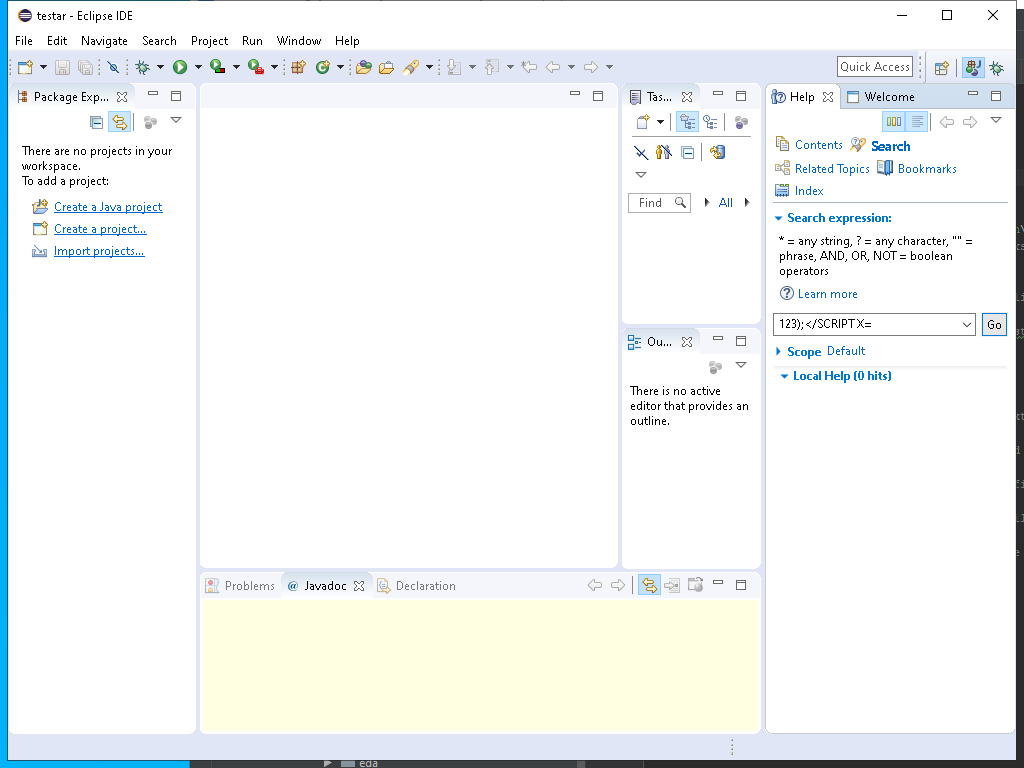 testar - Eclipse IDE
File Edit Navigate Search Project Run Window Help
Quick Access
Package Exp...
There are no projects in your
workspace.
To add a project:
Create a Java project
Create a project...
Import projects...
Tas...
Find
All
Ou...
There is no active
editor that provides an
outline.
Help
Welcome
Contents
Search
Related Topics
Bookmarks
Index
Search expression:
* = any string, ? = any character, "" =
phrase, AND, OR, NOT = boolean
operators
Learn more
123);</SCRIPT X=
Go
Scope Default
Local Help (0 hits)
Problems
@ Javadoc
Declaration
eda